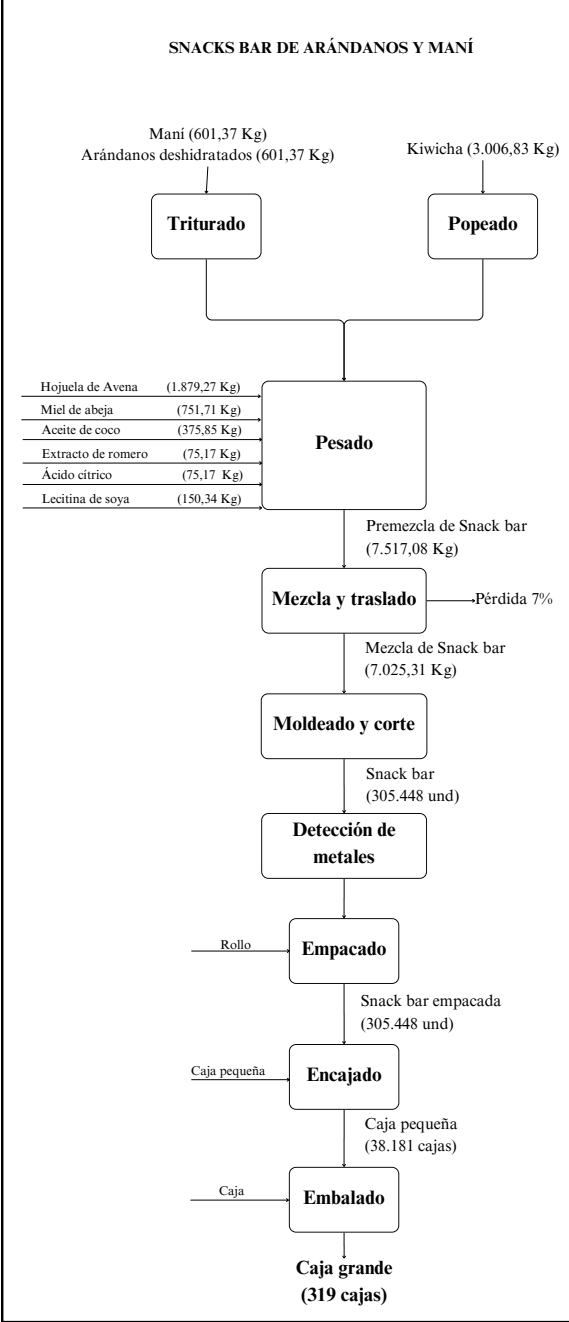 SNACKS BAR DE ARÁNDANOS Y MANÍ
Maní (601,37 Kg)
Arándanos deshidratados (601,37 Kg)
Kiwicha (3.006,83 Kg)
Triturado
Popeado
Hojuela de Avena (1.879,27 Kg)
Miel de abeja (751,71 Kg)
Aceite de coco (375,85 Kg)
Extracto de romero (75,17 Kg)
Ácido cítrico (75,17 Kg)
Lecitina de soya (150,34 Kg)
Pesado
Premezcla de Snack bar
(7.517,08 Kg)
Mezcla y traslado
Pérdida 7%
Mezcla de Snack bar
(7.025,31 Kg)
Moldeado y corte
Snack bar
(305.448 und)
Detección de
metales
Rollo
Empacado
Snack bar empacada
(305.448 und)
Caja pequeña
Encajado
Caja pequeña
(38.181 cajas)
Caja
Embalado
Caja grande
(319 cajas)